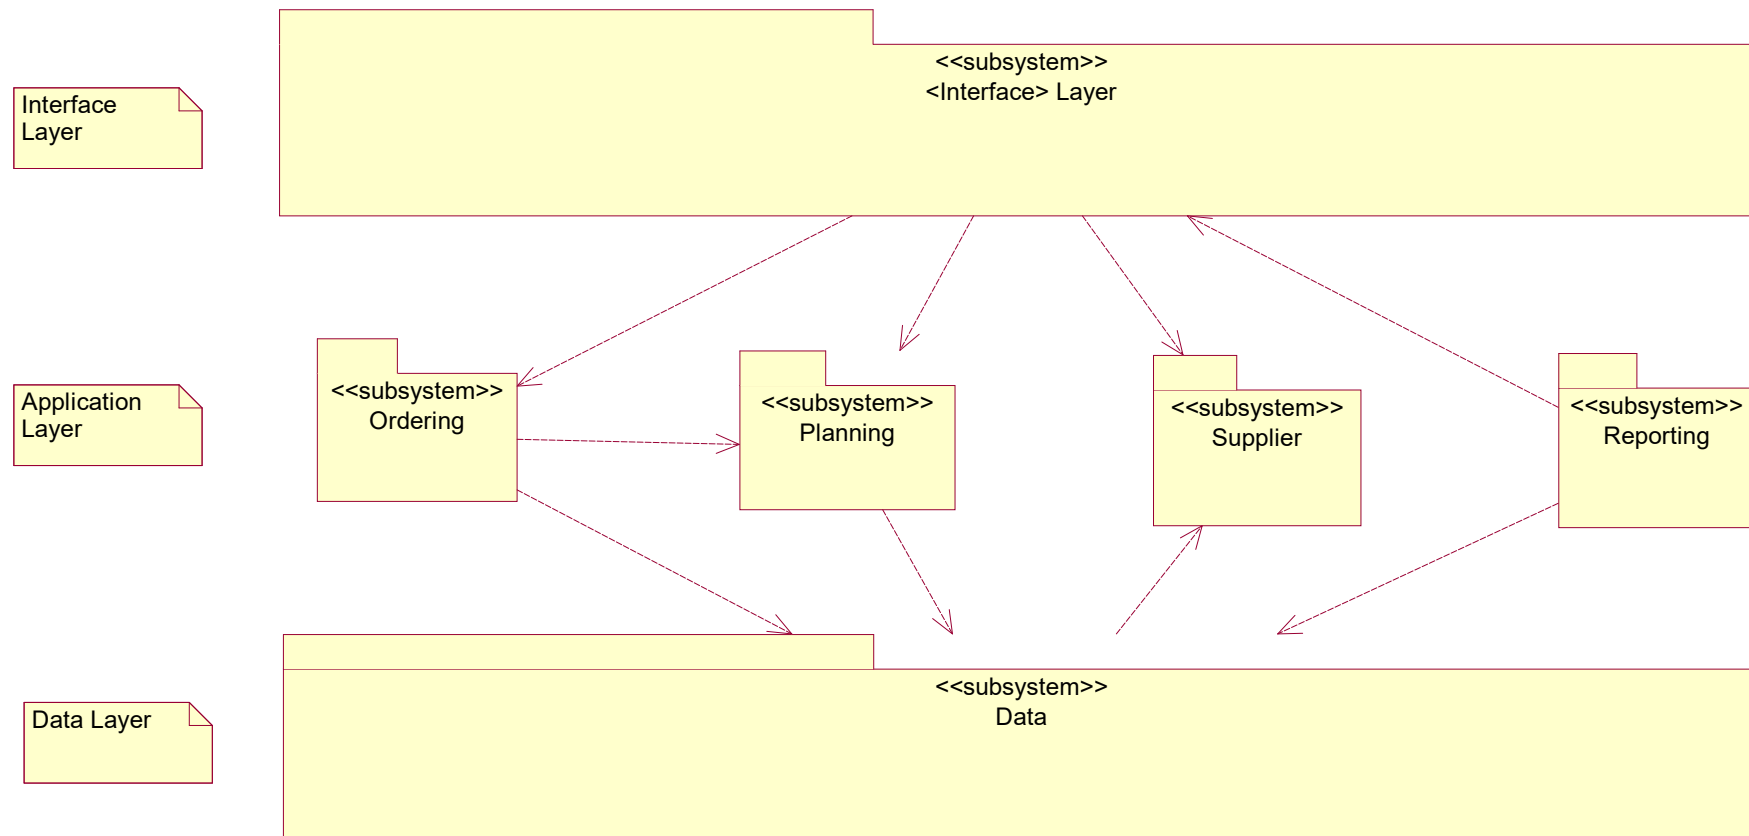 <<subsystem>>
<Interface> Layer
Interface
Layer
<<subsystem>>
Ordering
<<subsystem>>
Planning
<<subsystem>>
Supplier
<<subsystem>>
Reporting
Application
Layer
<<subsystem>>
Data
Data Layer